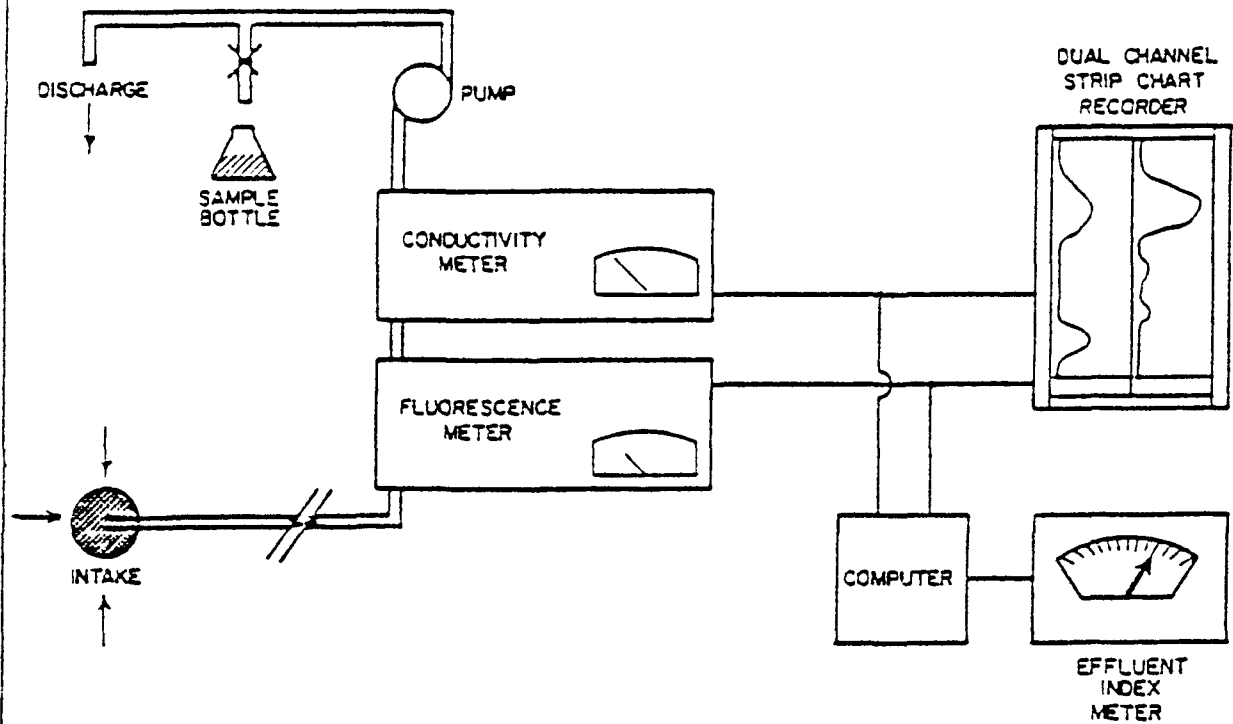 DUAL CHANNEL
STRIP CHART
RECORDER
DISCHARGE
PUMP
SAMPLE
BOTTLE
CONDUCTIVITY
METER
FLUORESCENCE
METER
INTAKE
COMPUTER
EFFLUENT
INDEX
METER